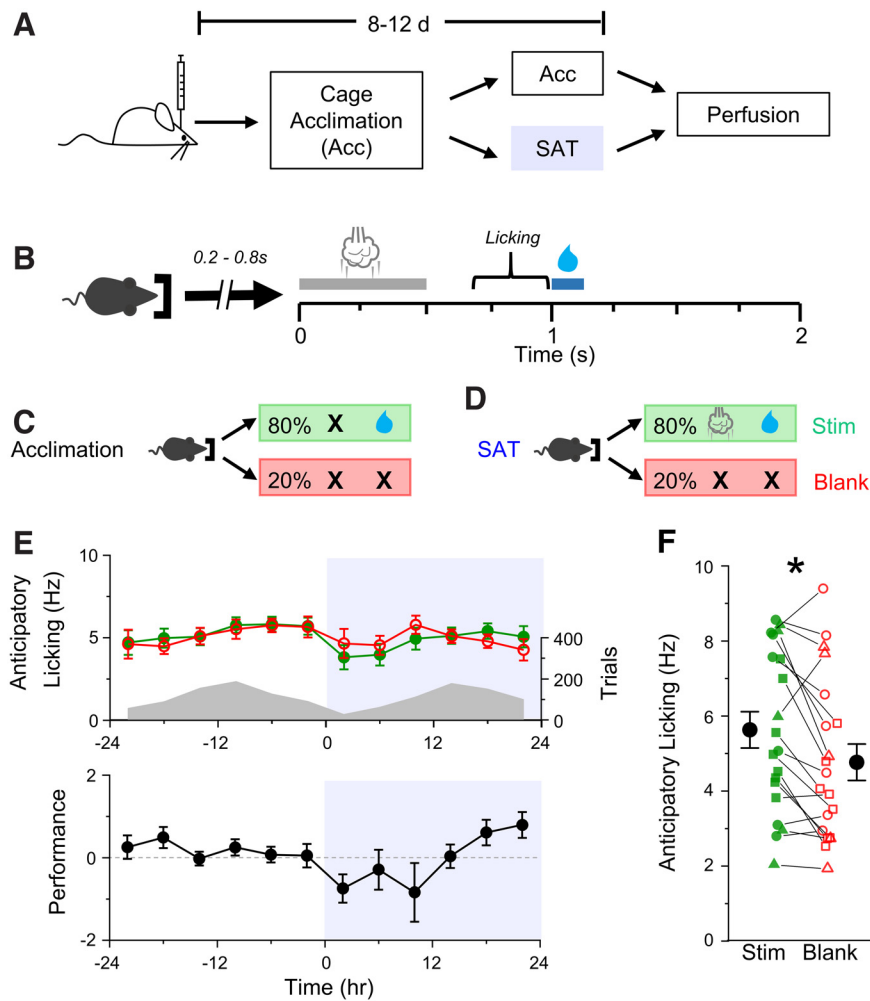 A
8-12 d
Cage
Acclimation
(Acc)
Acc
SAT
Perfusion
B
0.2 - 0.8s
Licking
0
1
2
Time (s)
C
Acclimation
80% X
20% X X
D
SAT
80%
Stim
20% X X
Blank
E
Anticipatory
Licking (Hz)
10
5
0
400
200
0
Trials
-24
-12
0
12
24
Performance
2
0
-2
-24
-12
0
12
24
Time (hr)
F
*
Anticipatory Licking (Hz)
10
8
6
4
2
0
Stim
Blank